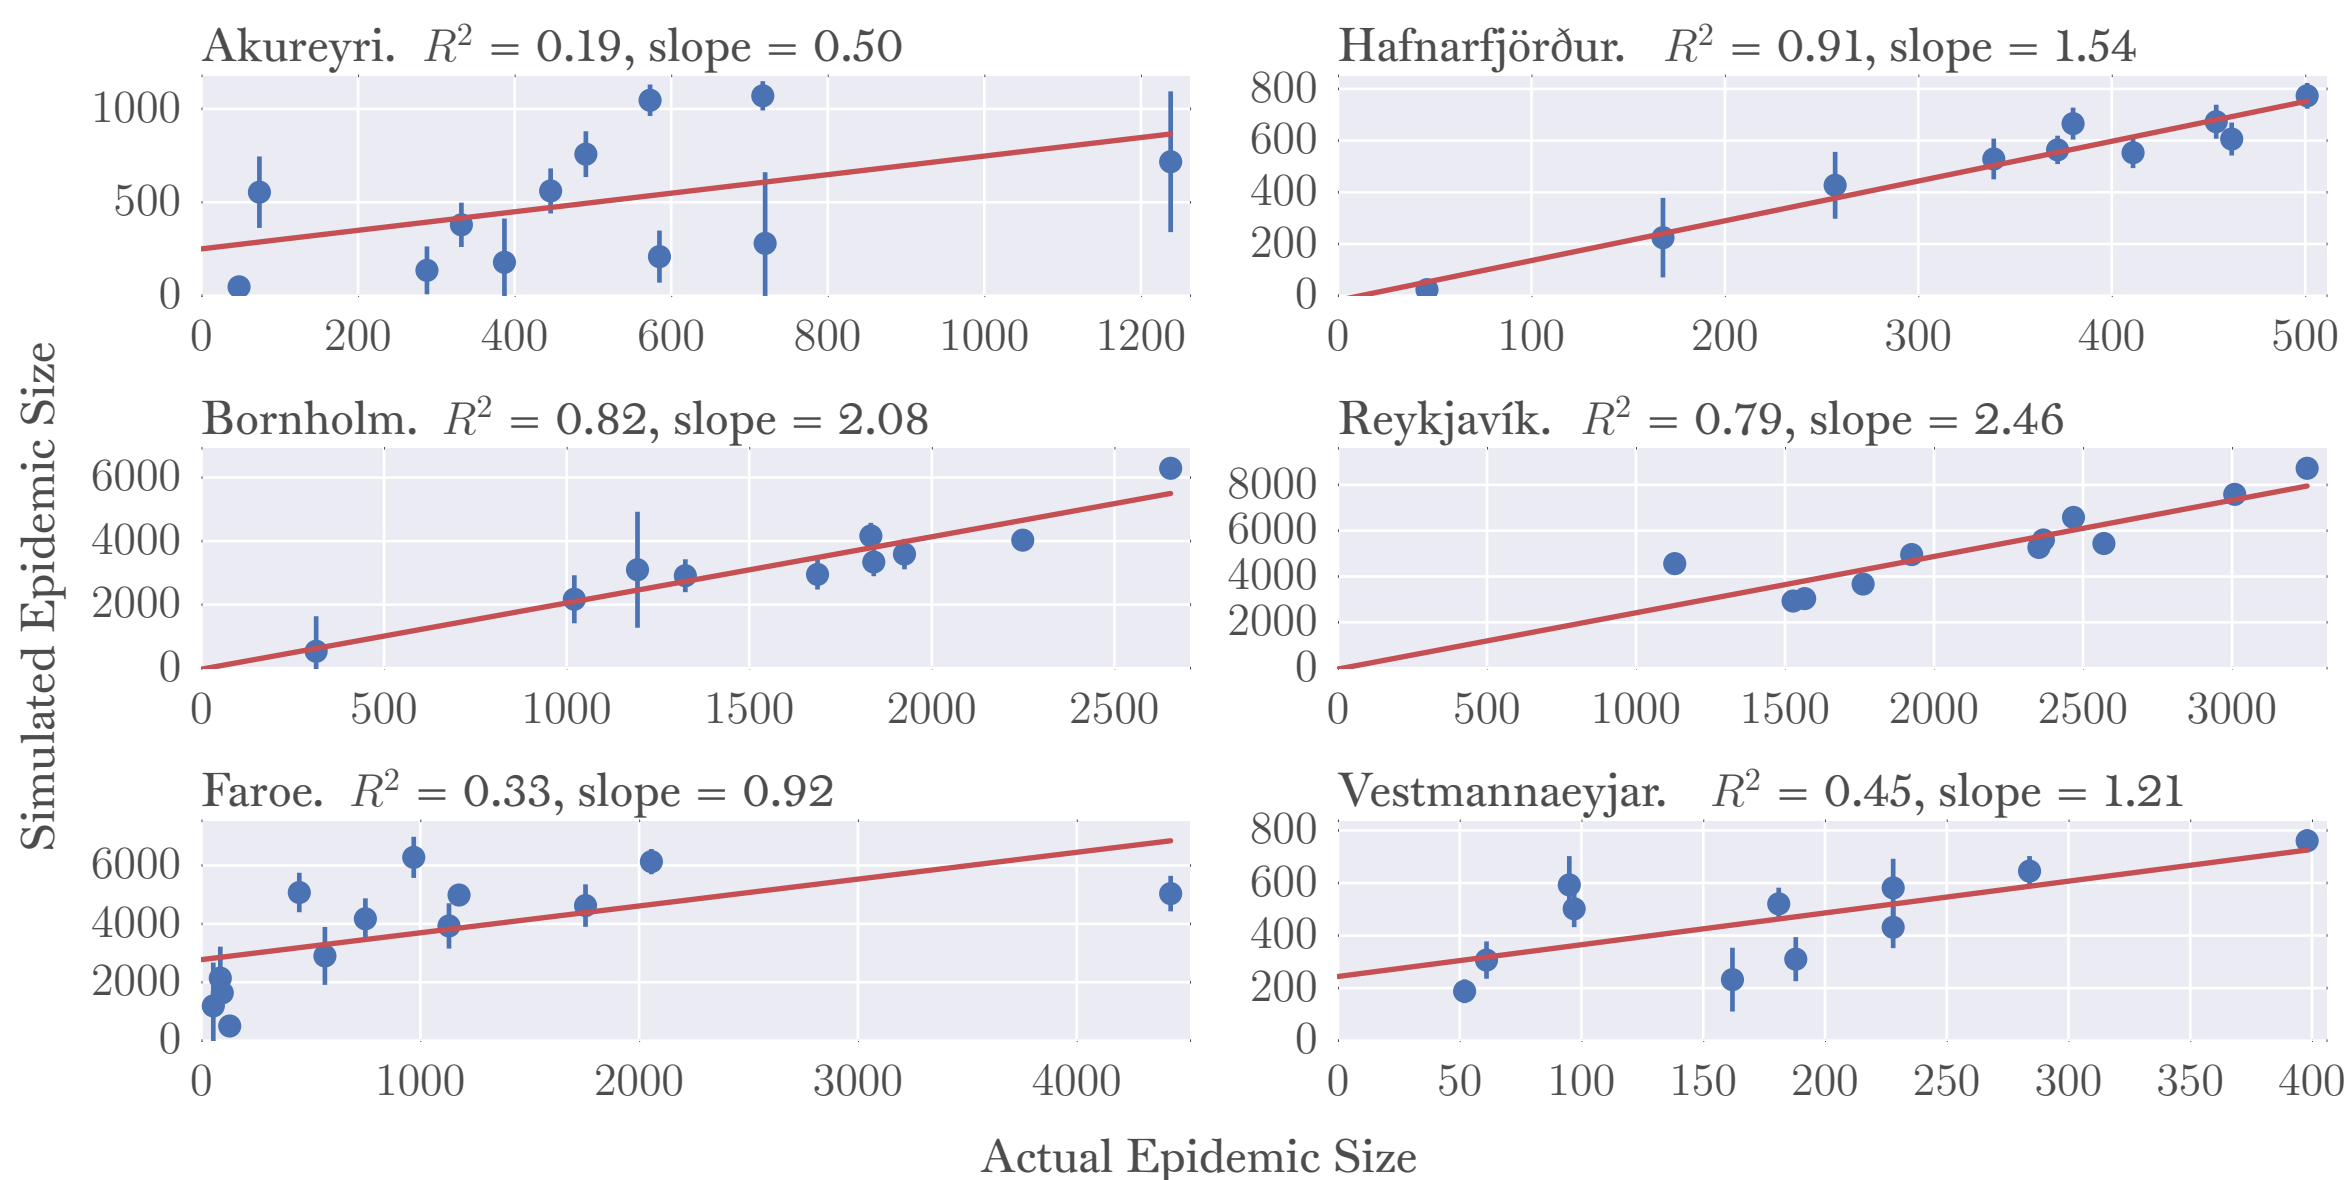 Akureyri. R² = 0.19, slope = 0.50
1000
500
0
0 200 400 600 800 1000 1200
Hafnarfjörður. R² = 0.91, slope = 1.54
800
600
400
200
0
0 100 200 300 400 500
Bornholm. R² = 0.82, slope = 2.08
6000
4000
2000
0
0 500 1000 1500 2000 2500
Reykjavík. R² = 0.79, slope = 2.46
8000
6000
4000
2000
0
0 500 1000 1500 2000 2500 3000
Faroe. R² = 0.33, slope = 0.92
6000
4000
2000
0
0 1000 2000 3000 4000
Vestmannaeyjar. R² = 0.45, slope = 1.21
800
600
400
200
0
0 50 100 150 200 250 300 350 400
Simulated Epidemic Size
Actual Epidemic Size